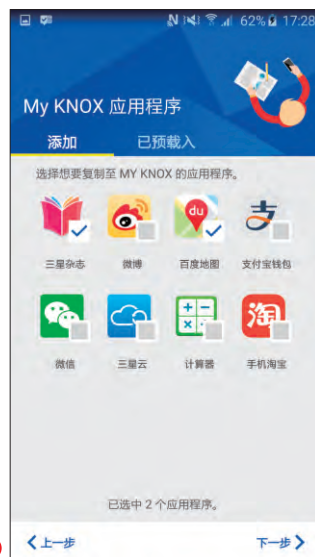 62% 17:28
My KNOX 应用程序
添加 已预载入
选择想要复制至 MY KNOX 的应用程序。
du
三星杂志 微博 百度地图 支付宝钱包
淘
微信 三星云 计算器 手机淘宝
已选中 2 个应用程序。
上一步 下一步